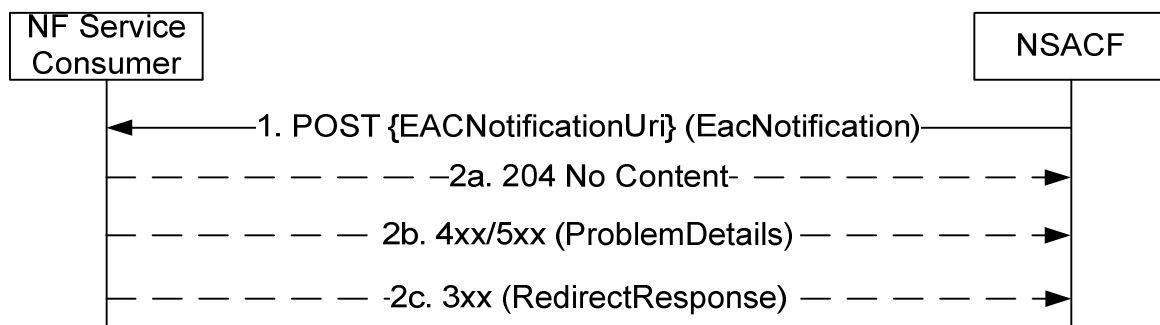 NF Service
Consumer
NSACF
1. POST {EACNotificationUri} (EacNotification)
2a. 204 No Content
2b. 4xx/5xx (ProblemDetails)
2c. 3xx (RedirectResponse)